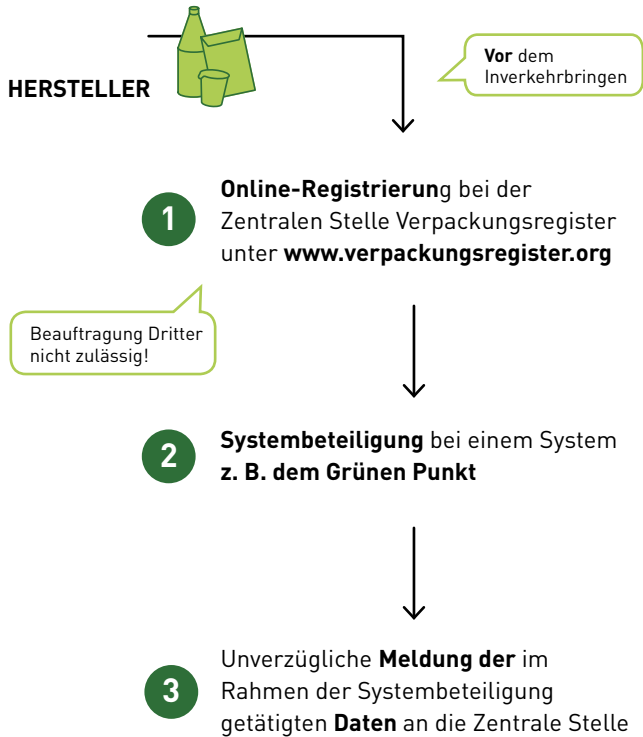 HERSTELLER
Vor dem
Inverkehrbringen
1
Online-Registrierung bei der
Zentralen Stelle Verpackungsregister
unter www.verpackungsregister.org
Beauftragung Dritter
nicht zulässig!
2
Systembeteiligung bei einem System
z. B. dem Grünen Punkt
3
Unverzügliche Meldung der im
Rahmen der Systembeteiligung
getätigten Daten an die Zentrale Stelle